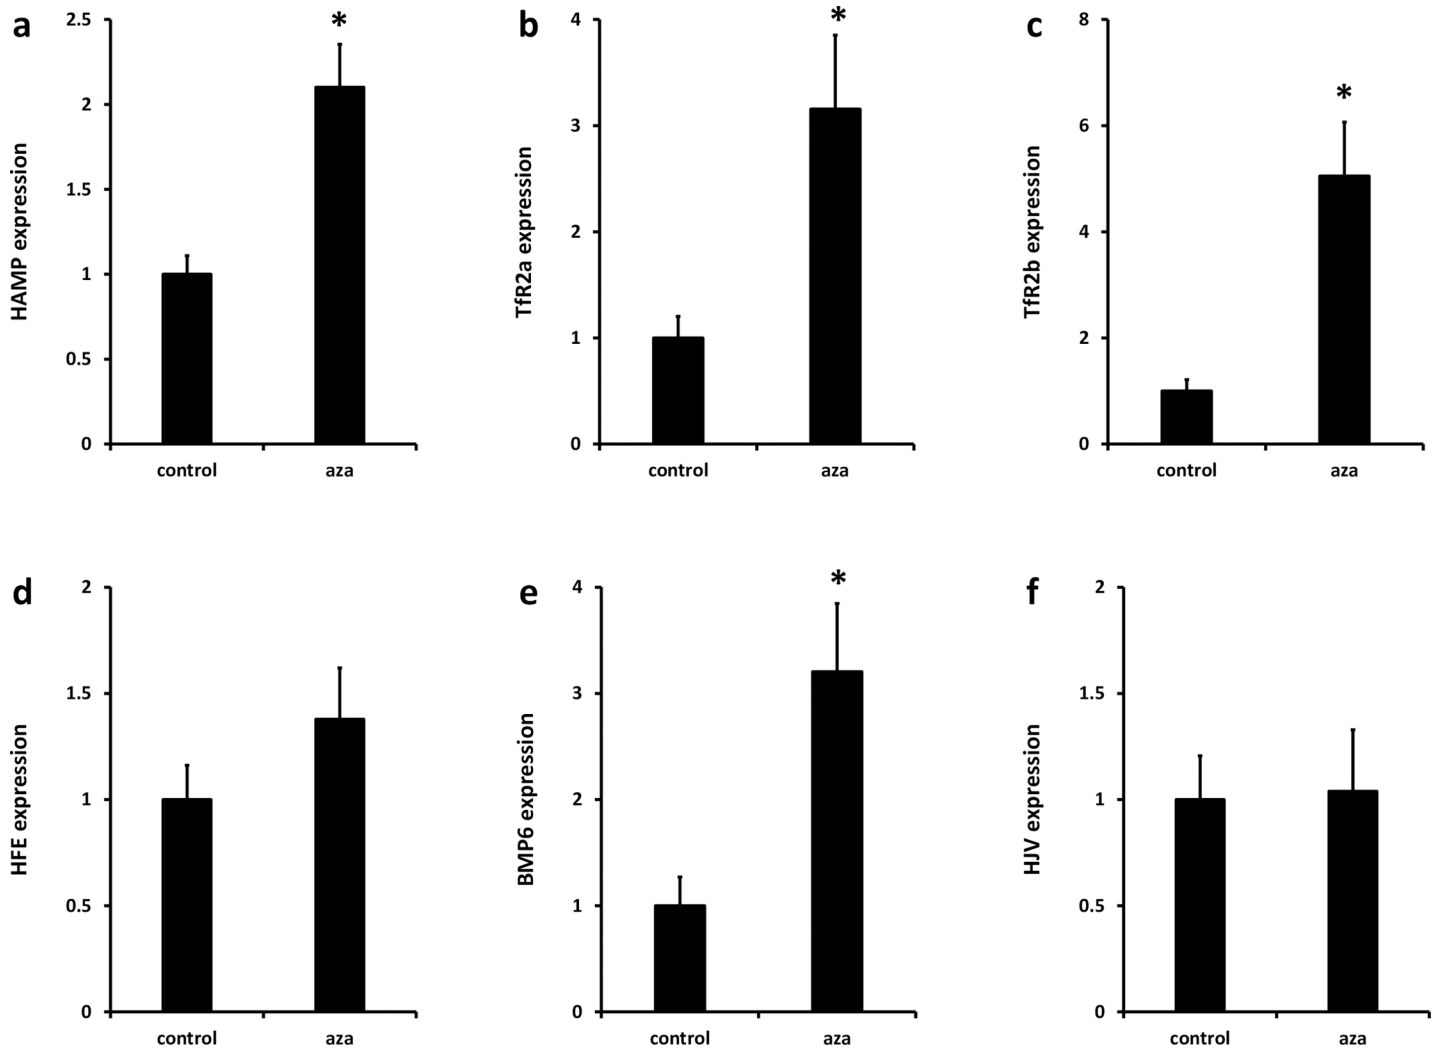 a
HAMP expression
2.5
2
1.5
1
0.5
0
*
control aza
b
TfR2a expression
4
3
2
1
0
*
control aza
c
TfR2b expression
8
6
4
2
0
*
control aza
d
HFE expression
2
1.5
1
0.5
0
control aza
e
BMP6 expression
4
3
2
1
0
*
control aza
f
HJV expression
2
1.5
1
0.5
0
control aza